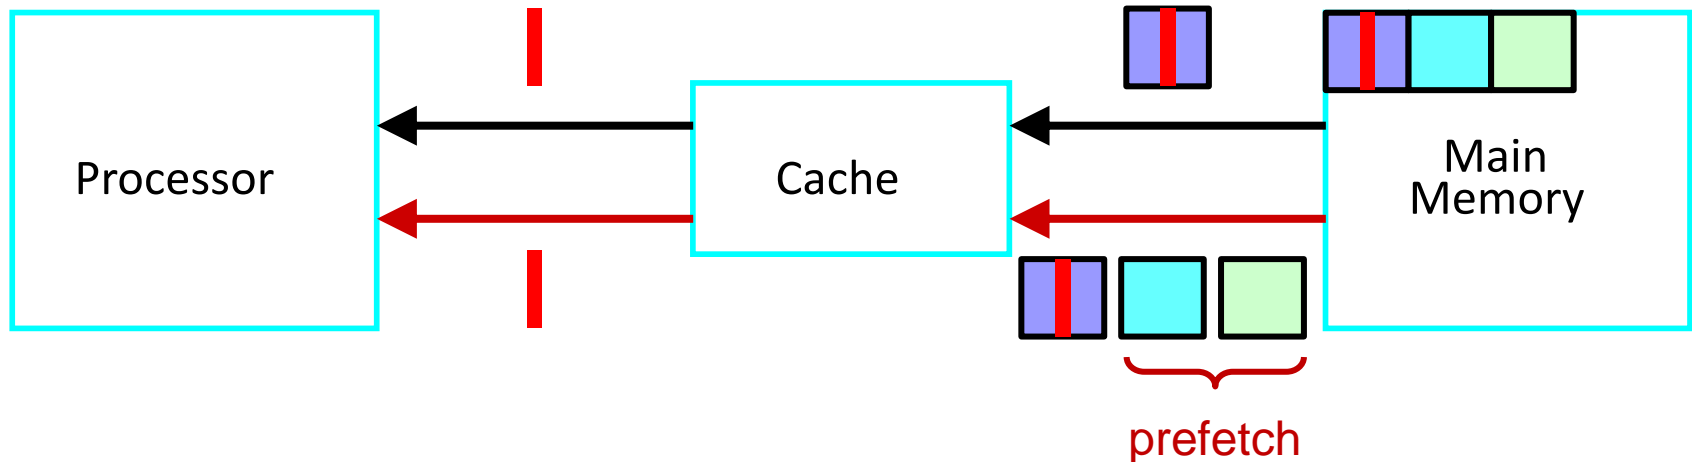 Processor
Cache
Main
Memory
prefetch